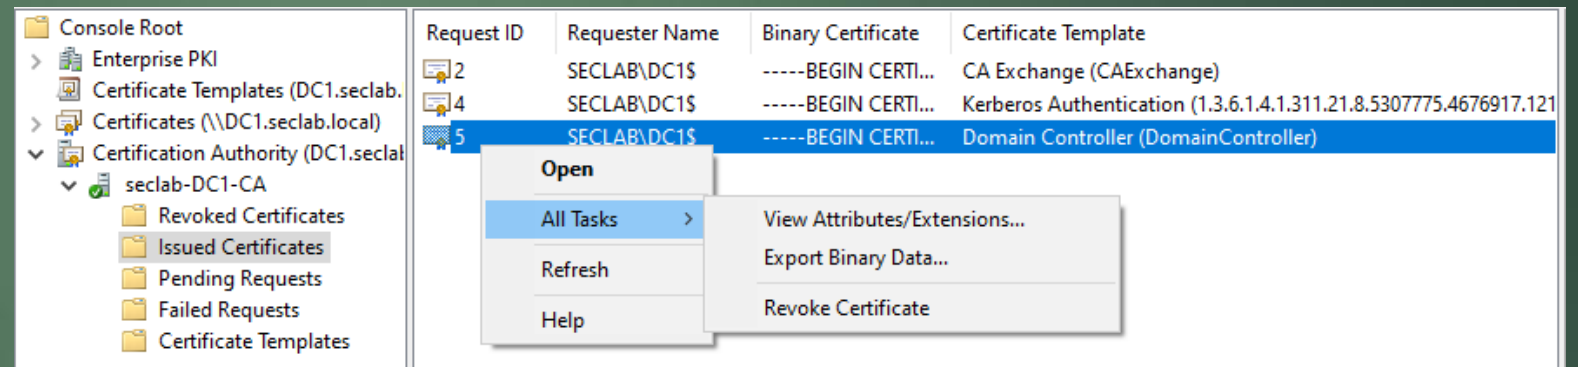 Console Root
Enterprise PKI
Certificate Templates (DC1.seclab.
Certificates (\\DC1.seclab.local)
Certification Authority (DC1.seclab
seclab-DC1-CA
Revoked Certificates
Issued Certificates
Pending Requests
Failed Requests
Certificate Templates
Request ID Requester Name Binary Certificate Certificate Template
2 SECLAB\DC1$ -----BEGIN CERTI... CA Exchange (CAExchange)
4 SECLAB\DC1$ -----BEGIN CERTI... Kerberos Authentication (1.3.6.1.4.1.311.21.8.5307775.4676917.121
5 SECLAB\DC1$ -----BEGIN CERTI... Domain Controller (DomainController)
Open
All Tasks
Refresh
Help
View Attributes/Extensions...
Export Binary Data...
Revoke Certificate